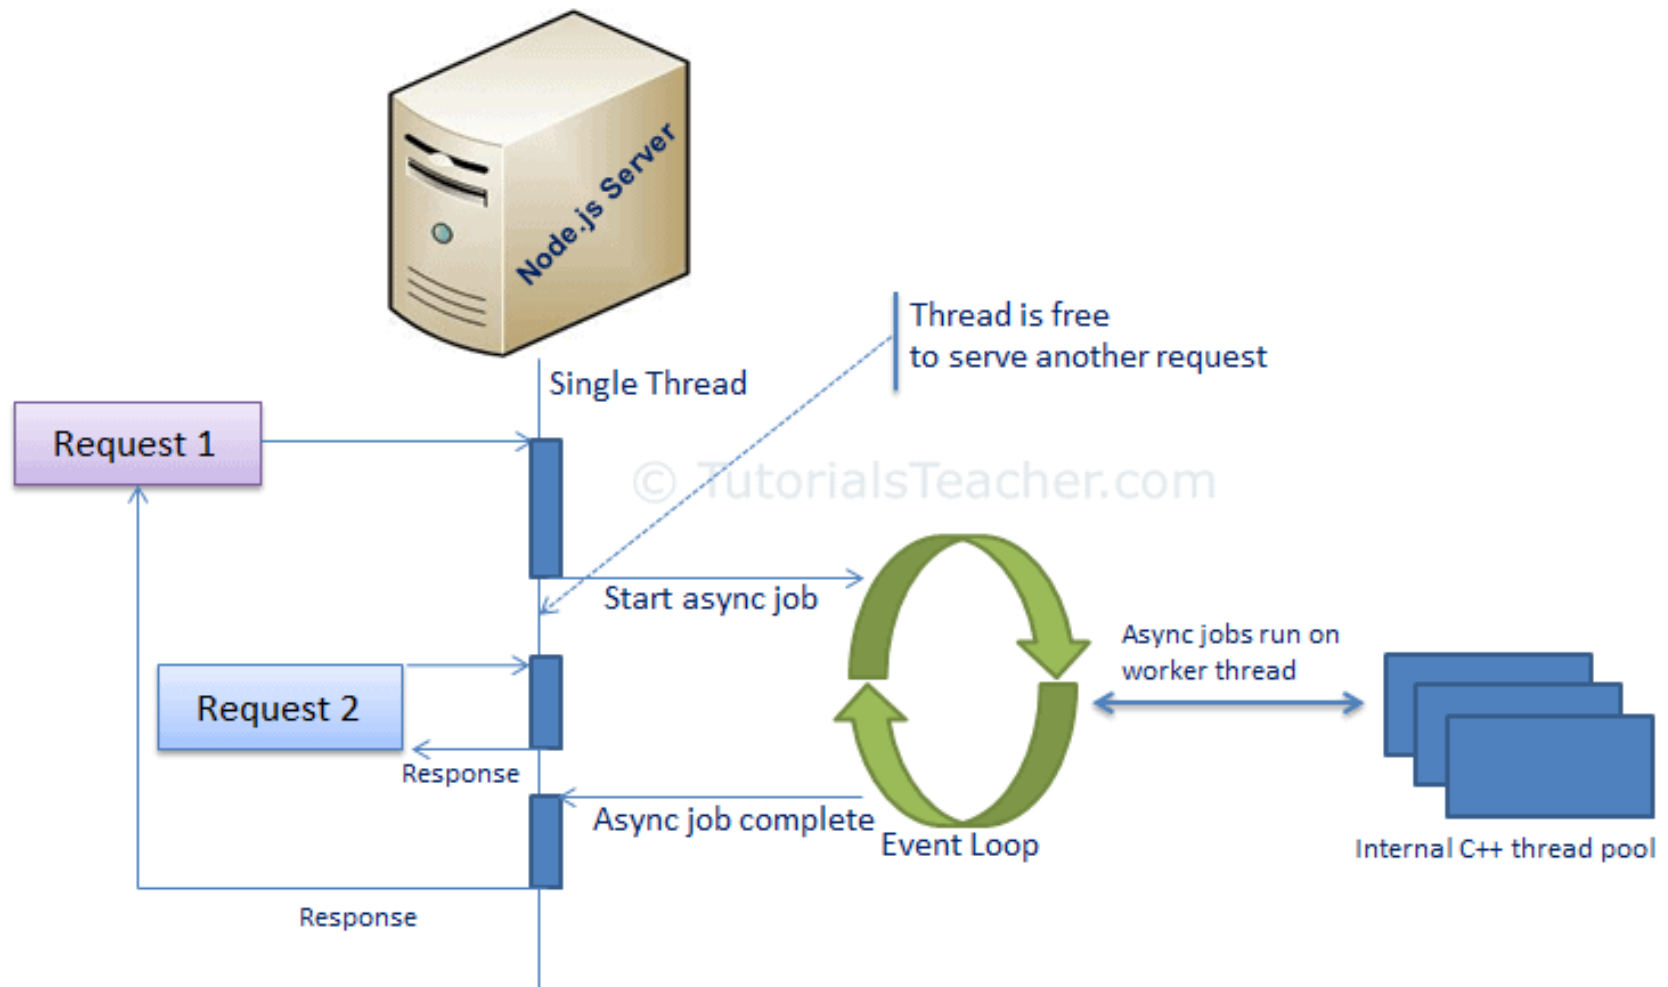 Node.js Server
Thread is free
to serve another request
Single Thread
Request 1
© TutorialsTeacher.com
Start async job
Async jobs run on
worker thread
Request 2
Response
Async job complete
Event Loop
Internal C++ thread pool
Response